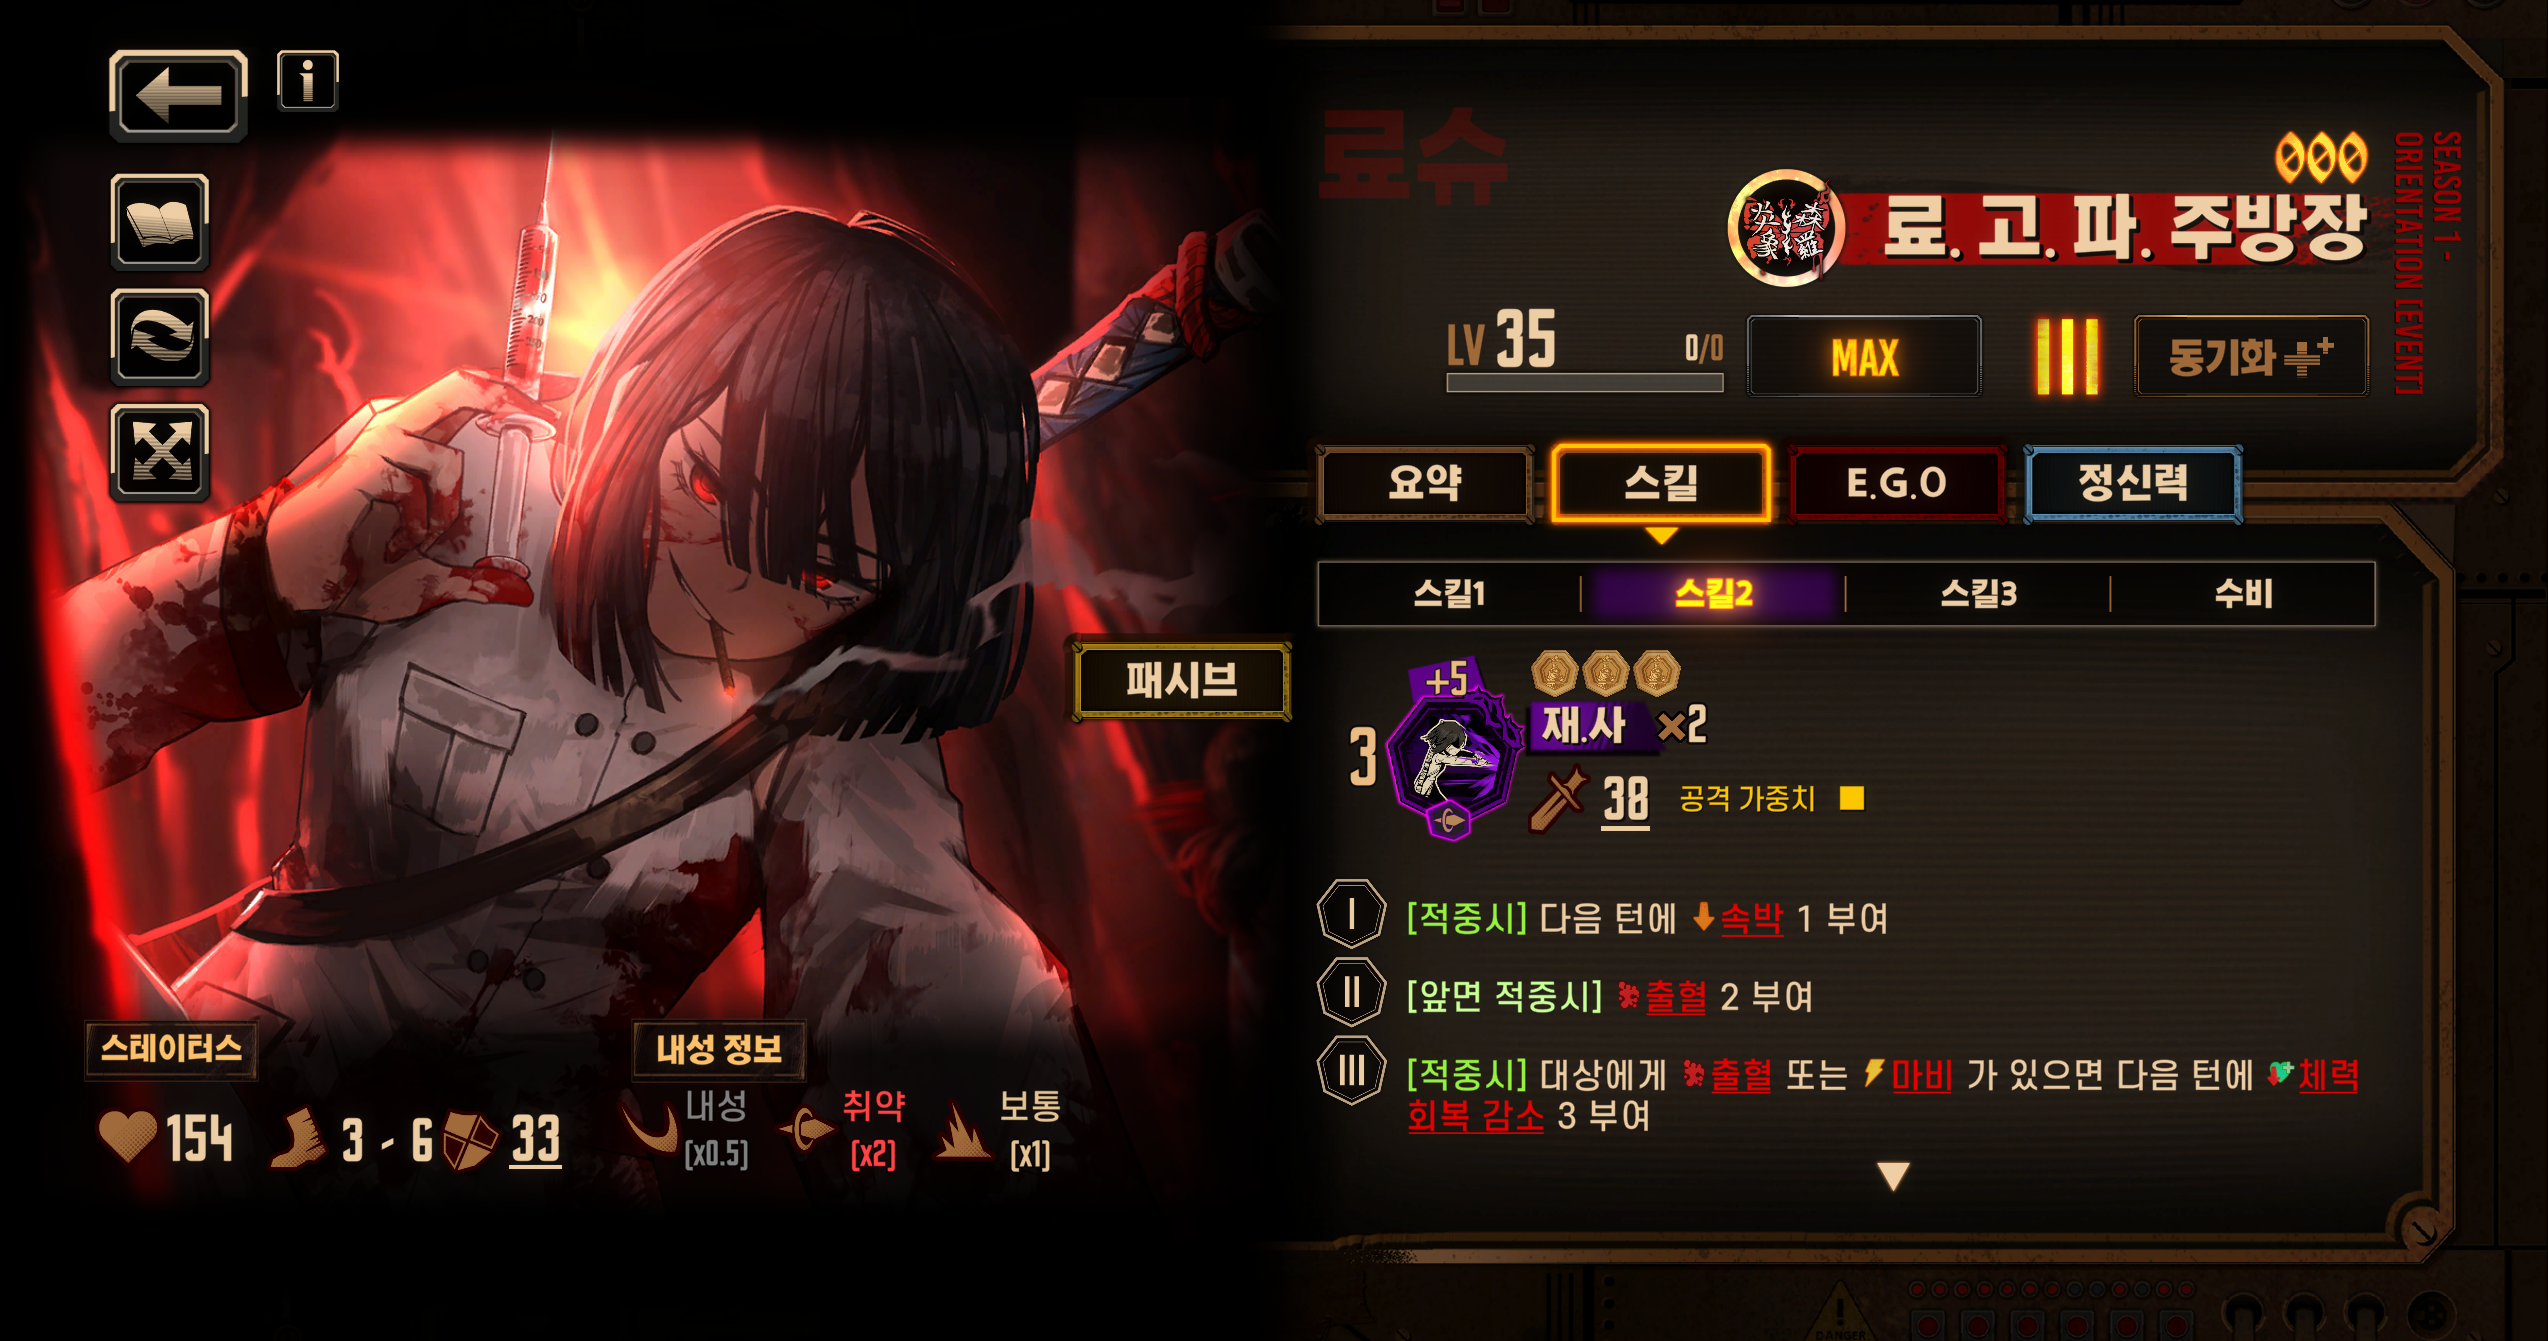 료슈
료. 고. 파. 주방장
SEASON 1 -
ORIENTATION [EVENT]
LV 35
0/0
MAX
동기화
요약
스킬
E.G.O
정신력
스킬1
스킬2
스킬3
수비
패시브
+5
3
재.사 ×2
38
공격 가중치
I
[적중시] 다음 턴에 속박 1 부여
II
[앞면 적중시] 출혈 2 부여
III
[적중시] 대상에게 출혈 또는 마비 가 있으면 다음 턴에 체력
회복 감소 3 부여
스테이터스
154
3 - 6
33
내성 정보
내성
[x0.5]
취약
[x2]
보통
[x1]
DANGER